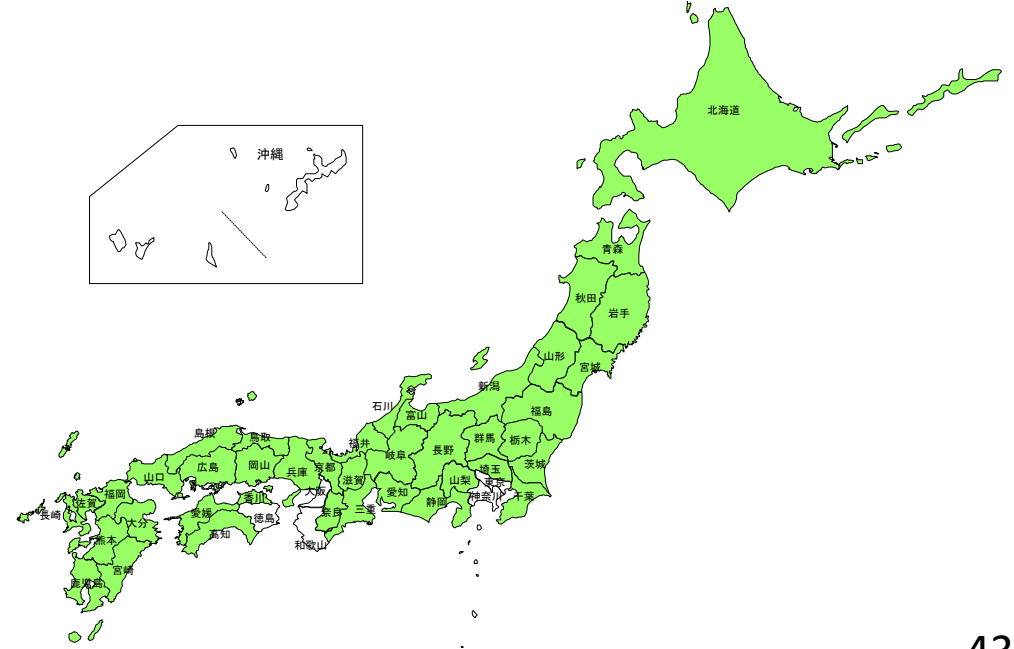 北海道
沖縄
青森
秋田
岩手
山形
宮城
新潟
石川
富山
福島
島根
鳥取
福井
群馬
栃木
長野
岐阜
茨城
広島
岡山
兵庫
京都
埼玉
山口
滋賀
山梨
東京
大阪
愛知
神奈川
千葉
福岡
香川
静岡
佐賀
長崎
愛媛
徳島
奈良
三重
大分
高知
熊本
和歌山
宮崎
鹿児島